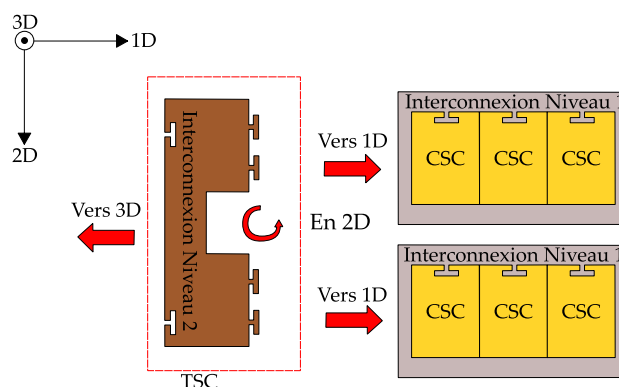 3D
1D
2D
Interconnexion Niveau 2
Vers 3D
En 2D
TSC
Vers 1D
Interconnexion Niveau 1
CSC CSC CSC
Vers 1D
Interconnexion Niveau 1
CSC CSC CSC